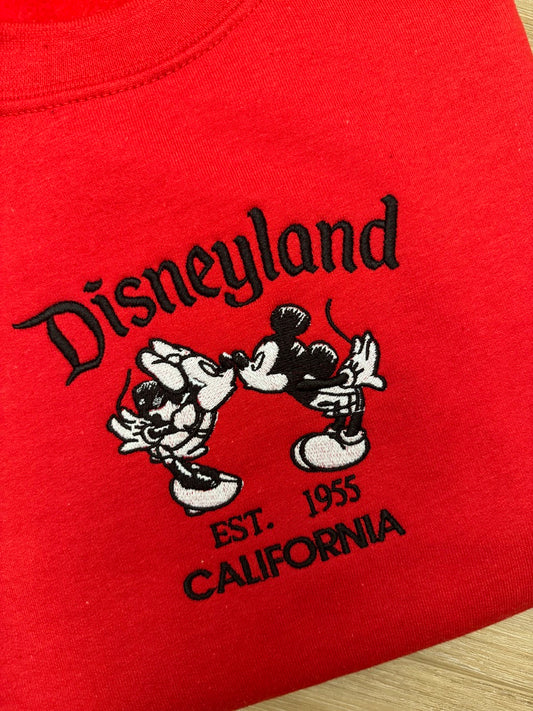 Disneyland
EST. 1955
CALIFORNIA